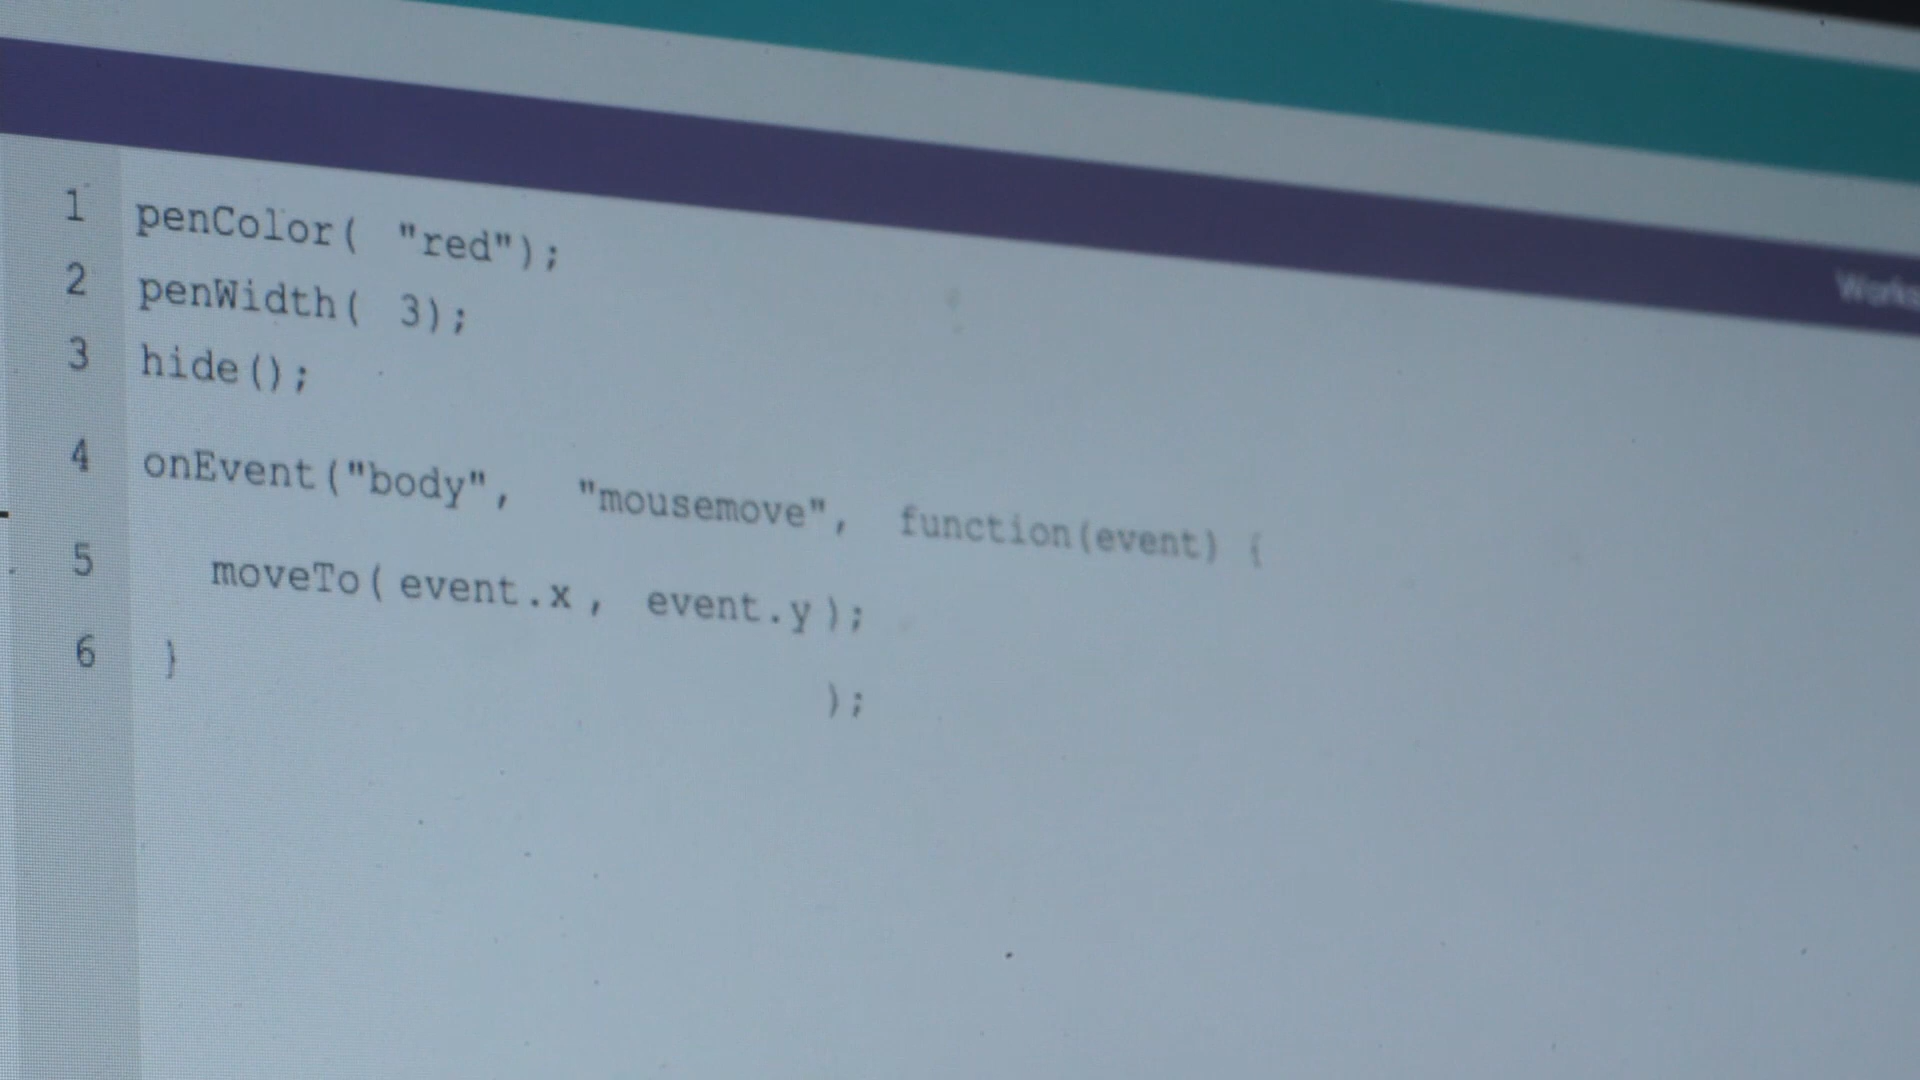 Works
1 penColor( "red");
2 penWidth( 3);
3 hide();
4 onEvent("body", "mousemove", function(event) {
5 moveTo( event.x, event.y);
6 }
);